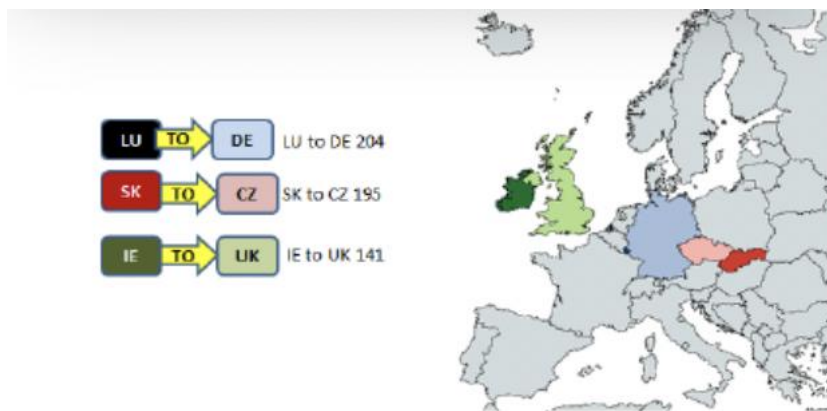 LU TO DE LU to DE 204
SK TO CZ SK to CZ 195
IE TO UK IE to UK 141